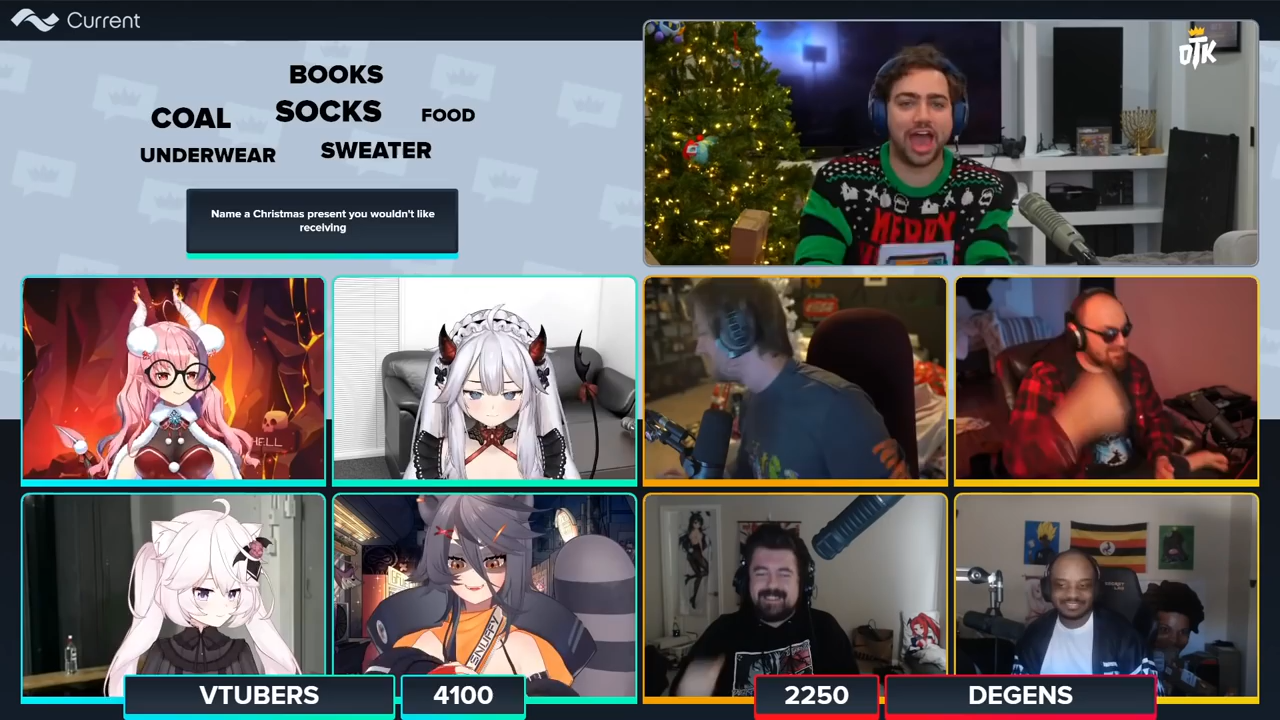 Current
BOOKS
COAL SOCKS FOOD
UNDERWEAR SWEATER
Name a Christmas present you wouldn't like
receiving
OTK
MERRY
HELL
SNUFFY
VTUBERS 4100 2250 DEGENS